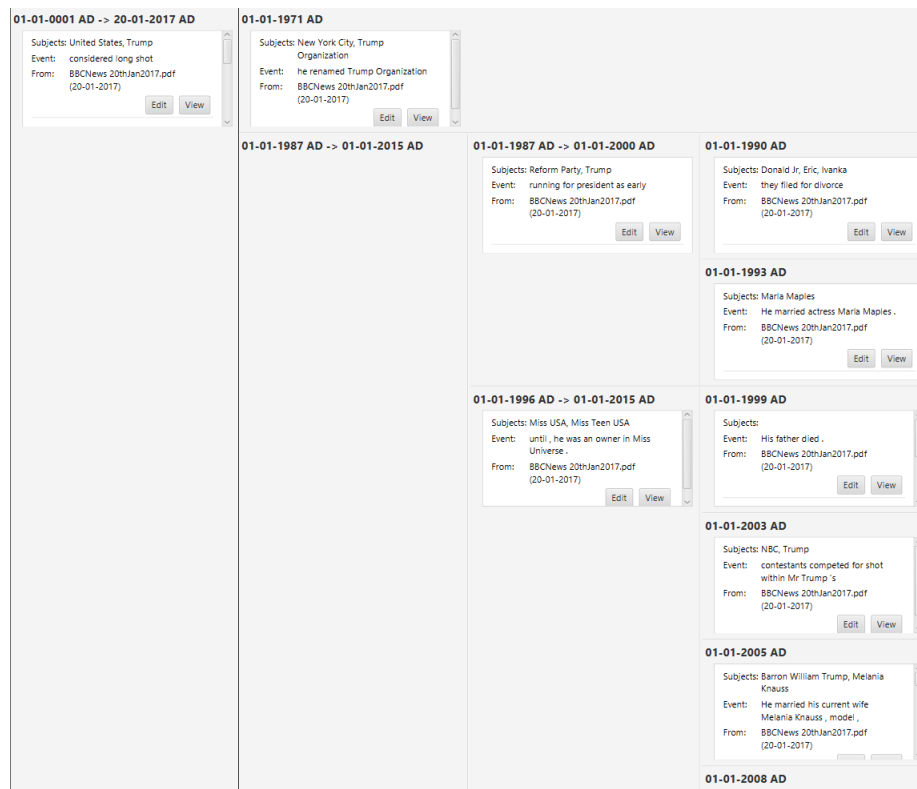 01-01-0001 AD -> 20-01-2017 AD
Subjects: United States, Trump
Event: considered long shot
From: BBCNews 20thJan2017.pdf
(20-01-2017)
Edit View
01-01-1971 AD
Subjects: New York City, Trump
Organization
Event: he renamed Trump Organization
From: BBCNews 20thJan2017.pdf
(20-01-2017)
Edit View
01-01-1987 AD -> 01-01-2015 AD
01-01-1987 AD -> 01-01-2000 AD
Subjects: Reform Party, Trump
Event: running for president as early
From: BBCNews 20thJan2017.pdf
(20-01-2017)
Edit View
01-01-1990 AD
Subjects: Donald Jr, Eric, Ivanka
Event: they filed for divorce
From: BBCNews 20thJan2017.pdf
(20-01-2017)
Edit View
01-01-1993 AD
Subjects: Marla Maples
Event: He married actress Marla Maples .
From: BBCNews 20thJan2017.pdf
(20-01-2017)
Edit View
01-01-1996 AD -> 01-01-2015 AD
Subjects: Miss USA, Miss Teen USA
Event: until , he was an owner in Miss
Universe .
From: BBCNews 20thJan2017.pdf
(20-01-2017)
Edit View
01-01-1999 AD
Subjects:
Event: His father died .
From: BBCNews 20thJan2017.pdf
(20-01-2017)
Edit View
01-01-2003 AD
Subjects: NBC, Trump
Event: contestants competed for shot
within Mr Trump 's
From: BBCNews 20thJan2017.pdf
(20-01-2017)
Edit View
01-01-2005 AD
Subjects: Barron William Trump, Melania
Knauss
Event: He married his current wife
Melania Knauss , model ,
From: BBCNews 20thJan2017.pdf
(20-01-2017)
01-01-2008 AD